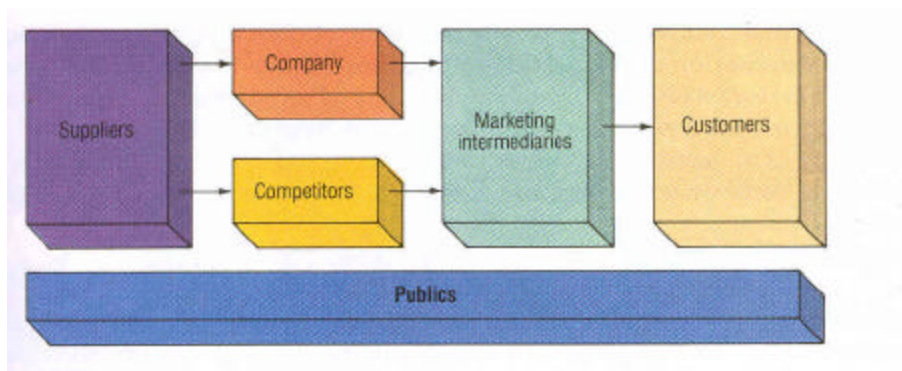 Suppliers
Company
Competitors
Marketing
intermediaries
Customers
Publics